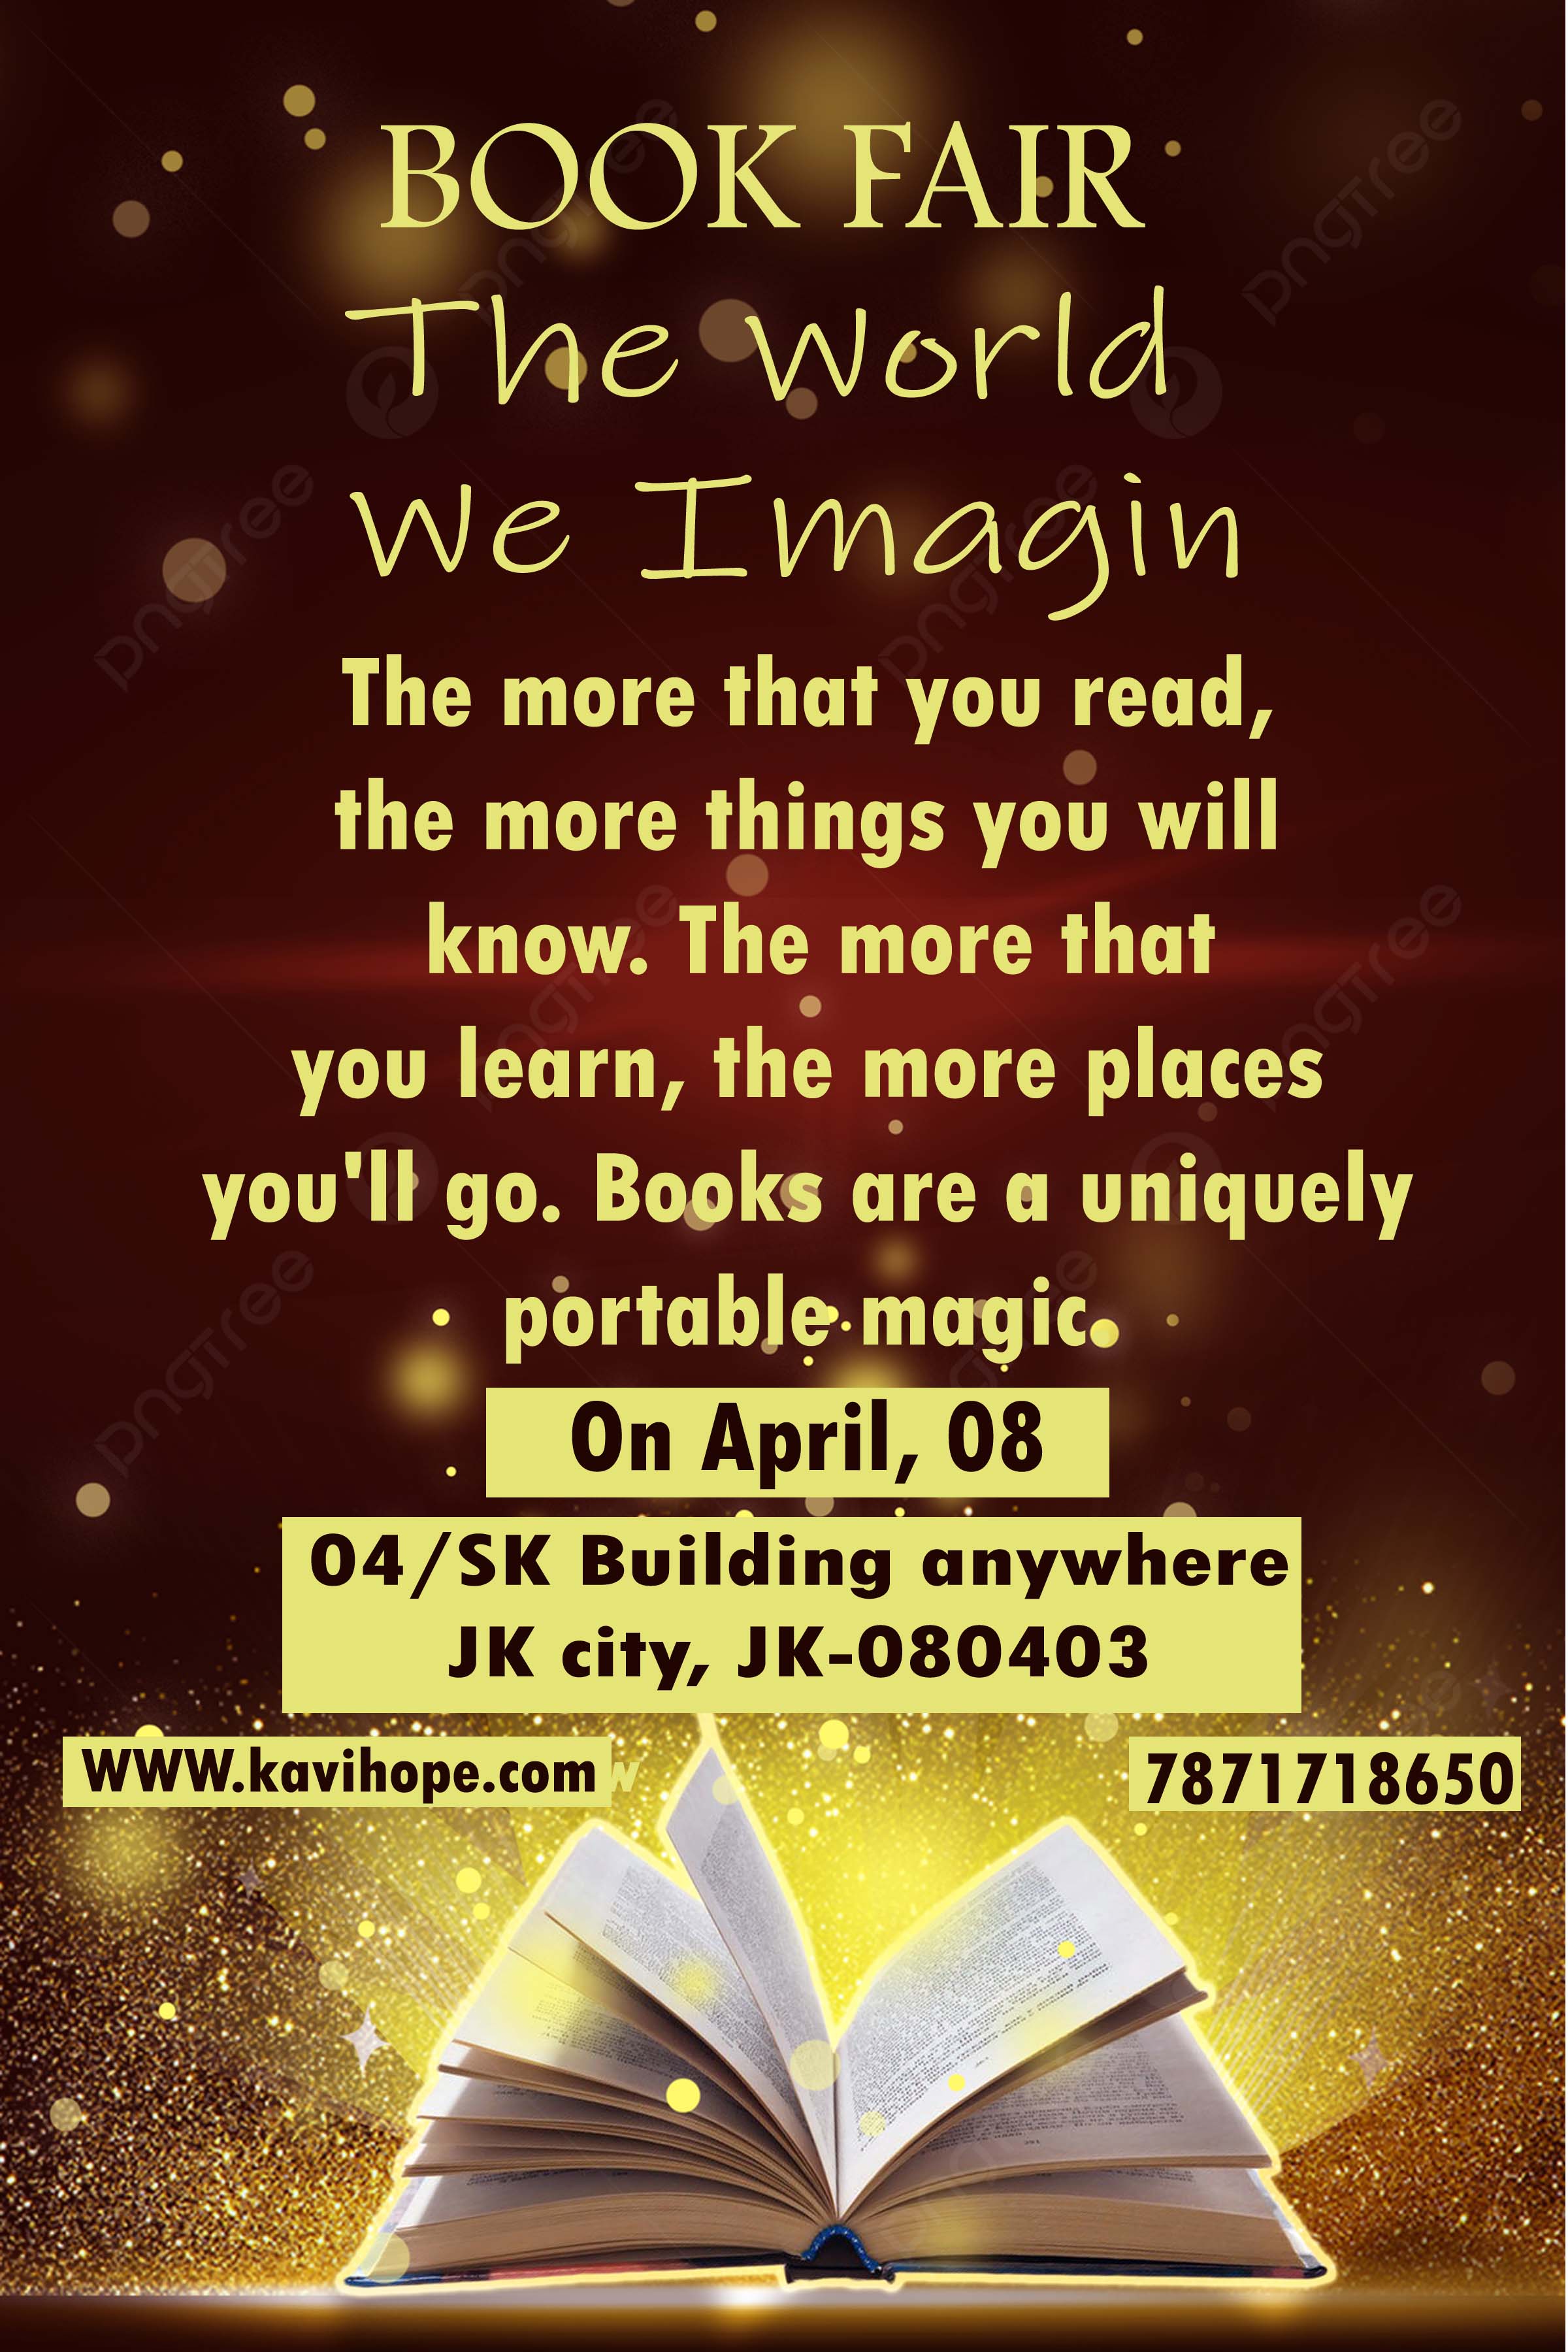 BOOK FAIR
The World
We Imagin
The more that you read,
the more things you will
know. The more that
you learn, the more places
you'll go. Books are a uniquely
portable magic.
On April, 08
04/SK Building anywhere
JK city, JK-080403
WWW.kavihope.com
w
7871718650
pngtree